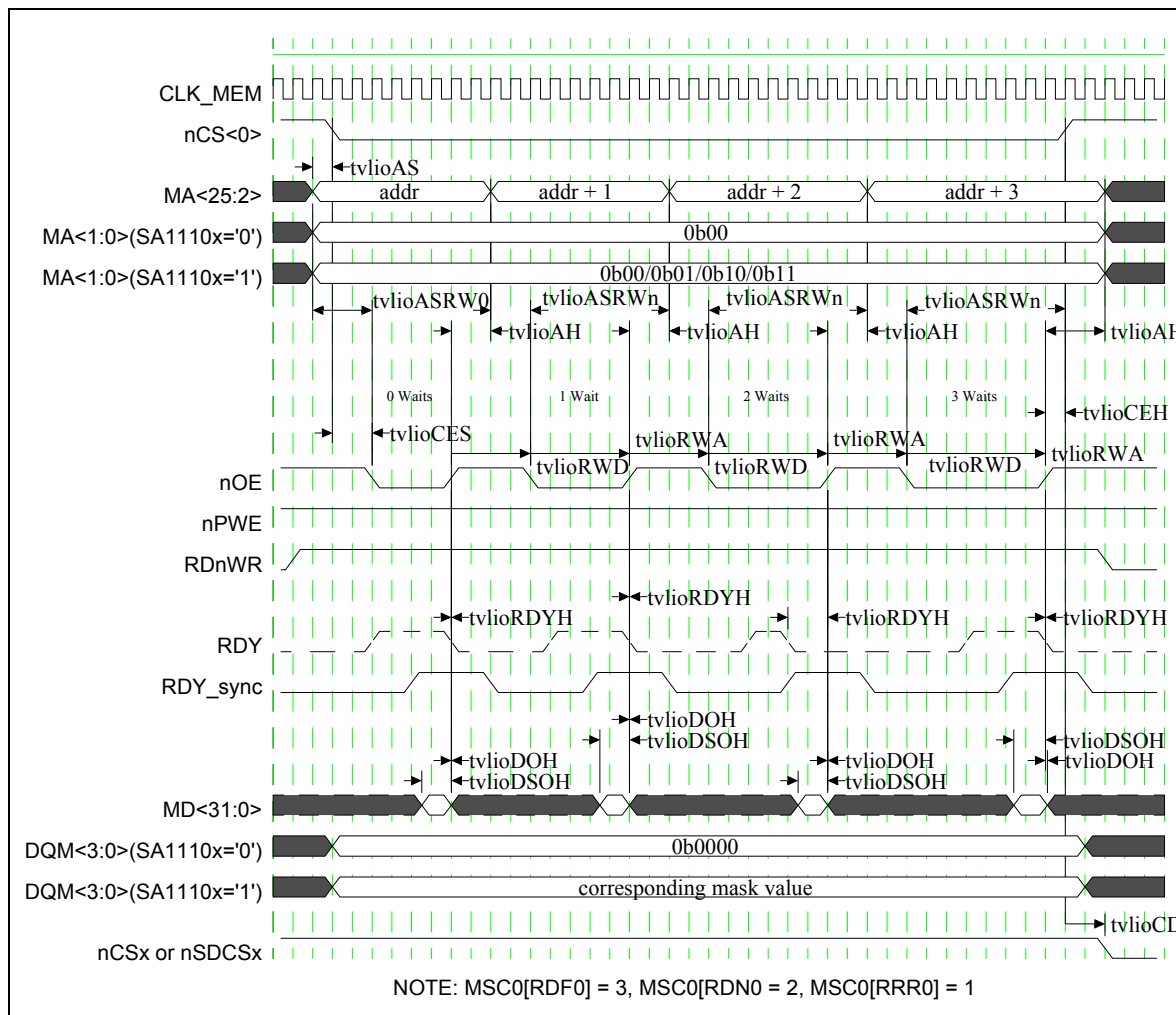 CLK_MEM
nCS<0>
tvlioAS
MA<25:2>
addr
addr + 1
addr + 2
addr + 3
MA<1:0>(SA1110x='0')
0b00
MA<1:0>(SA1110x='1')
0b00/0b01/0b10/0b11
tvlioASRW0
tvlioASRWn
tvlioASRWn
tvlioASRWn
tvlioAH
tvlioAH
tvlioAH
tvlioAH
0 Waits
1 Wait
2 Waits
3 Waits
tvlioCEH
tvlioCES
tvlioRWA
tvlioRWA
tvlioRWA
tvlioRWD
tvlioRWD
tvlioRWD
nOE
nPWE
RDnWR
tvlioRDYH
tvlioRDYH
tvlioRDYH
tvlioRDYH
RDY
RDY_sync
tvlioDOH
tvlioDSOH
tvlioDSOH
tvlioDOH
tvlioDOH
tvlioDOH
tvlioDSOH
tvlioDSOH
MD<31:0>
DQM<3:0>(SA1110x='0')
0b0000
DQM<3:0>(SA1110x='1')
corresponding mask value
tvlioCD
nCSx or nSDCSx
NOTE: MSC0[RDF0] = 3, MSC0[RDN0 = 2, MSC0[RRR0] = 1